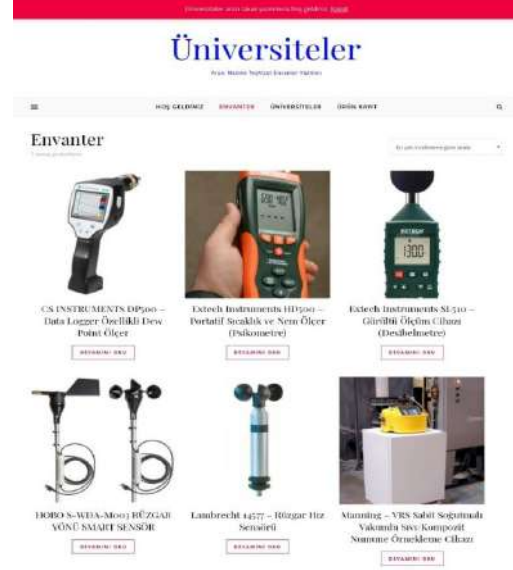 Üniversiteler
HOŞ GELDİNİZ
ENVANTER
ÜNİVERSİTELER
ÜRÜN KAYIT
Envanter
CS INSTRUMENTS DP500 –
Data Logger Özellikli Dew
Point Ölçer
DEVAMINI OKU
Extech Instruments HD500 –
Portatif Sıcaklık ve Nem Ölçer
(Psikometre)
DEVAMINI OKU
EXTECH
130.0
Extech Instruments SL510 –
Gürültü Ölçüm Cihazı
(Desibelmetre)
DEVAMINI OKU
HOBO S-WDA-M003 RÜZGAR
YÖNÜ SMART SENSÖR
DEVAMINI OKU
Lambrecht 14577 – Rüzgar Hız
Sensörü
DEVAMINI OKU
Manning – VRS Sabit Soğutmalı
Vakumlu Sıvı Kompozit
Numune Örnekleme Cihazı
DEVAMINI OKU